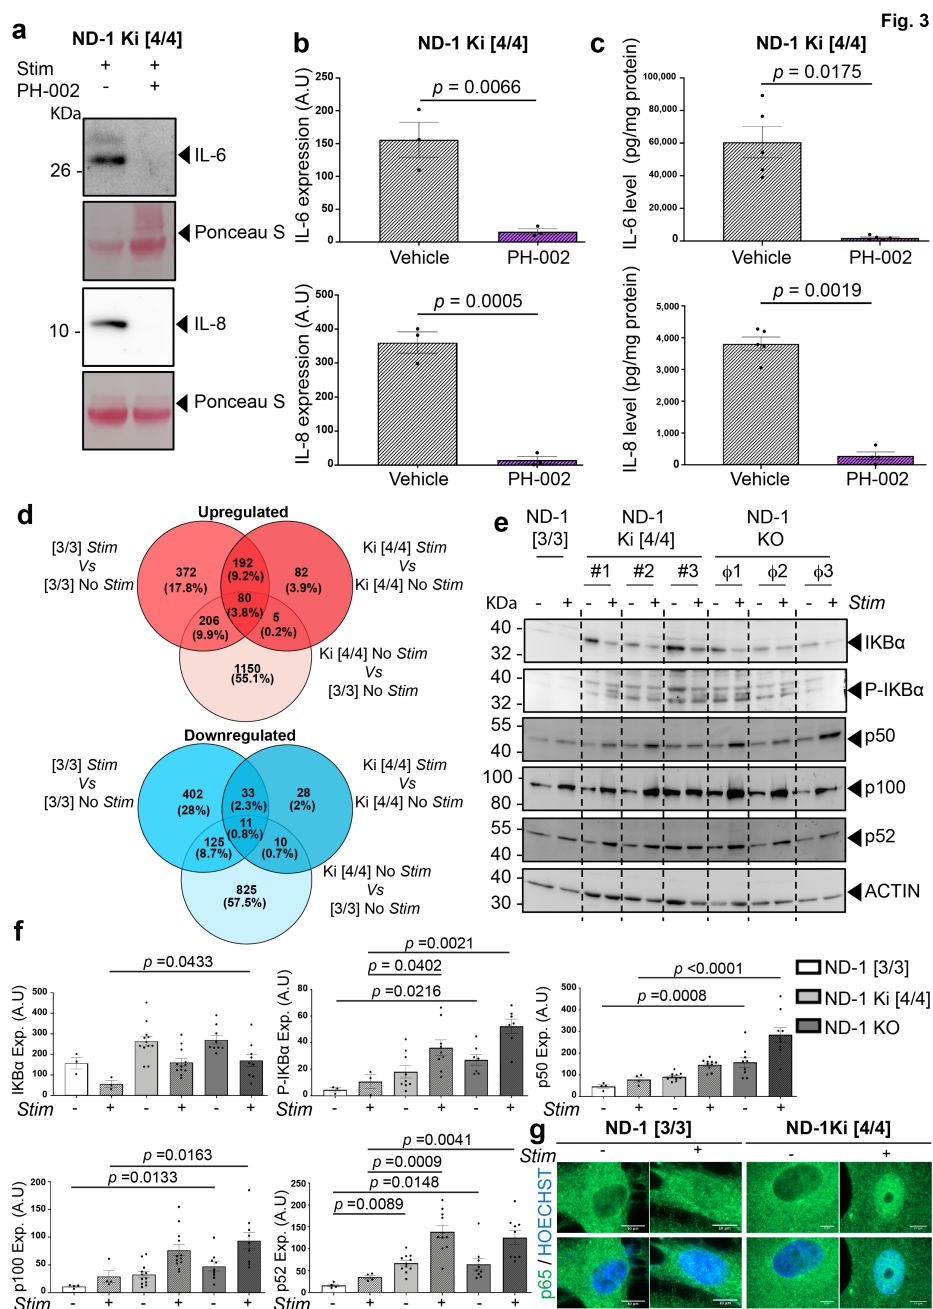 Fig. 3
a
ND-1 Ki [4/4]
Stim + +
PH-002 - +
KDa
26 -
IL-6
Ponceau S
10 -
IL-8
Ponceau S
b
ND-1 Ki [4/4]
p = 0.0066
IL-6 expression (A.U)
250
200
150
100
50
0
Vehicle PH-002
p = 0.0005
IL-8 expression (A.U)
500
400
300
200
100
0
Vehicle PH-002
c
ND-1 Ki [4/4]
p = 0.0175
IL-6 level (pg/mg protein)
100,000
80,000
60,000
40,000
20,000
0
Vehicle PH-002
p = 0.0019
IL-8 level (pg/mg protein)
5,000
4,000
3,000
2,000
1,000
0
Vehicle PH-002
d
Upregulated
[3/3] Stim
Vs
[3/3] No Stim
Ki [4/4] Stim
Vs
Ki [4/4] No Stim
372
(17.8%)
192
(9.2%)
82
(3.9%)
80
(3.8%)
206
(9.9%)
5
(0.2%)
1150
(55.1%)
Ki [4/4] No Stim
Vs
[3/3] No Stim
Downregulated
[3/3] Stim
Vs
[3/3] No Stim
Ki [4/4] Stim
Vs
Ki [4/4] No Stim
402
(28%)
33
(2.3%)
28
(2%)
11
(0.8%)
125
(8.7%)
10
(0.7%)
825
(57.5%)
Ki [4/4] No Stim
Vs
[3/3] No Stim
e
ND-1
[3/3]
ND-1
Ki [4/4]
ND-1
KO
#1 #2 #3 ϕ1 ϕ2 ϕ3
KDa - + - + - + - + - + - + - + Stim
40 -
32 -
IKBα
40 -
32 -
P-IKBα
55 -
40 -
p50
100 -
80 -
p100
55 -
40 -
p52
40 -
30 -
ACTIN
f
p =0.0433
IKBα Exp. (A.U)
500
400
300
200
100
0
Stim - + - + - +
p =0.0021
p = 0.0402
p =0.0216
P-IKBα Exp. (A.U)
80
60
40
20
0
Stim - + - + - +
p <0.0001
p =0.0008
p50 Exp. (A.U)
500
400
300
200
100
0
Stim - + - + - +
ND-1 [3/3]
ND-1 Ki [4/4]
ND-1 KO
p =0.0163
p =0.0133
p100 Exp. (A.U)
200
150
100
50
0
Stim - + - + - +
p =0.0041
p =0.0009
p =0.0148
p =0.0089
p52 Exp. (A.U)
250
200
150
100
50
0
Stim - + - + - +
g
ND-1 [3/3] ND-1Ki [4/4]
Stim - + - +
p65 / HOECHST